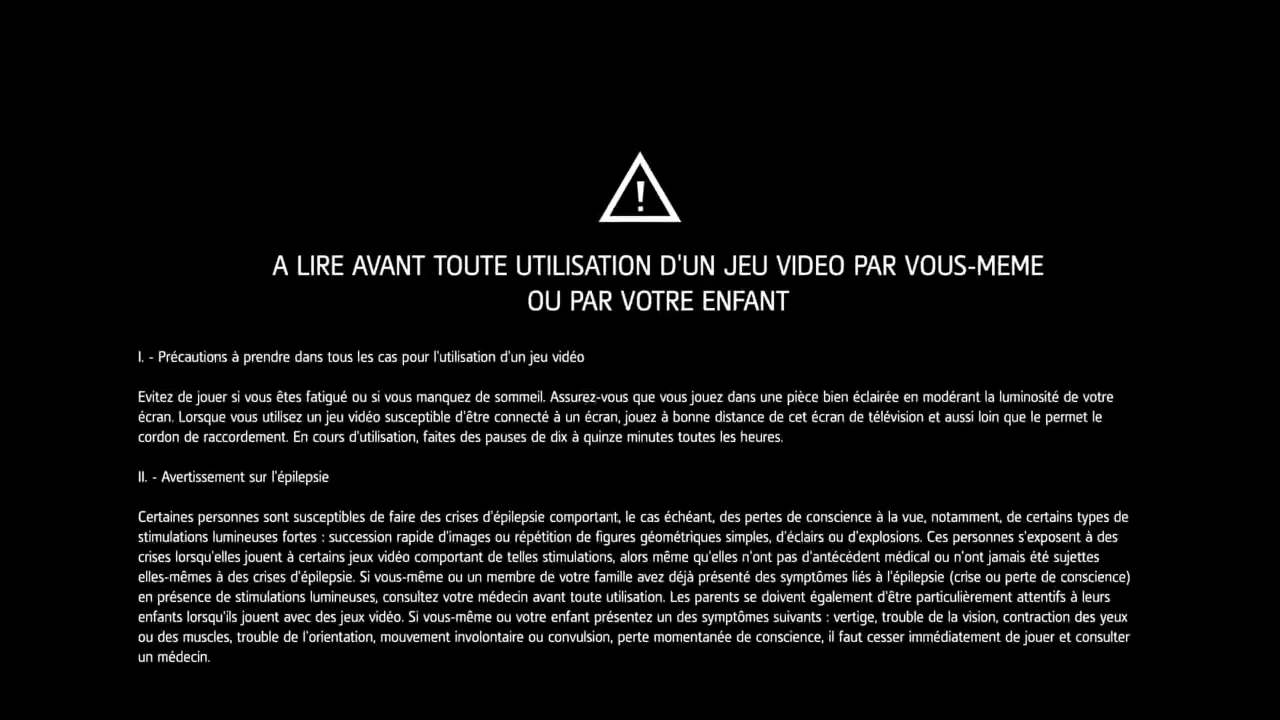 A LIRE AVANT TOUTE UTILISATION D'UN JEU VIDEO PAR VOUS-MEME
OU PAR VOTRE ENFANT
I. - Précautions à prendre dans tous les cas pour l'utilisation d'un jeu vidéo
Evitez de jouer si vous êtes fatigué ou si vous manquez de sommeil. Assurez-vous que vous jouez dans une pièce bien éclairée en modérant la luminosité de votre
écran. Lorsque vous utilisez un jeu vidéo susceptible d'être connecté à un écran, jouez à bonne distance de cet écran de télévision et aussi loin que le permet le
cordon de raccordement. En cours d'utilisation, faites des pauses de dix à quinze minutes toutes les heures.
II. - Avertissement sur l'épilepsie
Certaines personnes sont susceptibles de faire des crises d'épilepsie comportant, le cas échéant, des pertes de conscience à la vue, notamment, de certains types de
stimulations lumineuses fortes : succession rapide d'images ou répétition de figures géométriques simples, d'éclairs ou d'explosions. Ces personnes s'exposent à des
crises lorsqu'elles jouent à certains jeux vidéo comportant de telles stimulations, alors même qu'elles n'ont pas d'antécédent médical ou n'ont jamais été sujettes
elles-mêmes à des crises d'épilepsie. Si vous-même ou un membre de votre famille avez déjà présenté des symptômes liés à l'épilepsie (crise ou perte de conscience)
en présence de stimulations lumineuses, consultez votre médecin avant toute utilisation. Les parents se doivent également d'être particulièrement attentifs à leurs
enfants lorsqu'ils jouent avec des jeux vidéo. Si vous-même ou votre enfant présentez un des symptômes suivants : vertige, trouble de la vision, contraction des yeux
ou des muscles, trouble de l'orientation, mouvement involontaire ou convulsion, perte momentanée de conscience, il faut cesser immédiatement de jouer et consulter
un médecin.